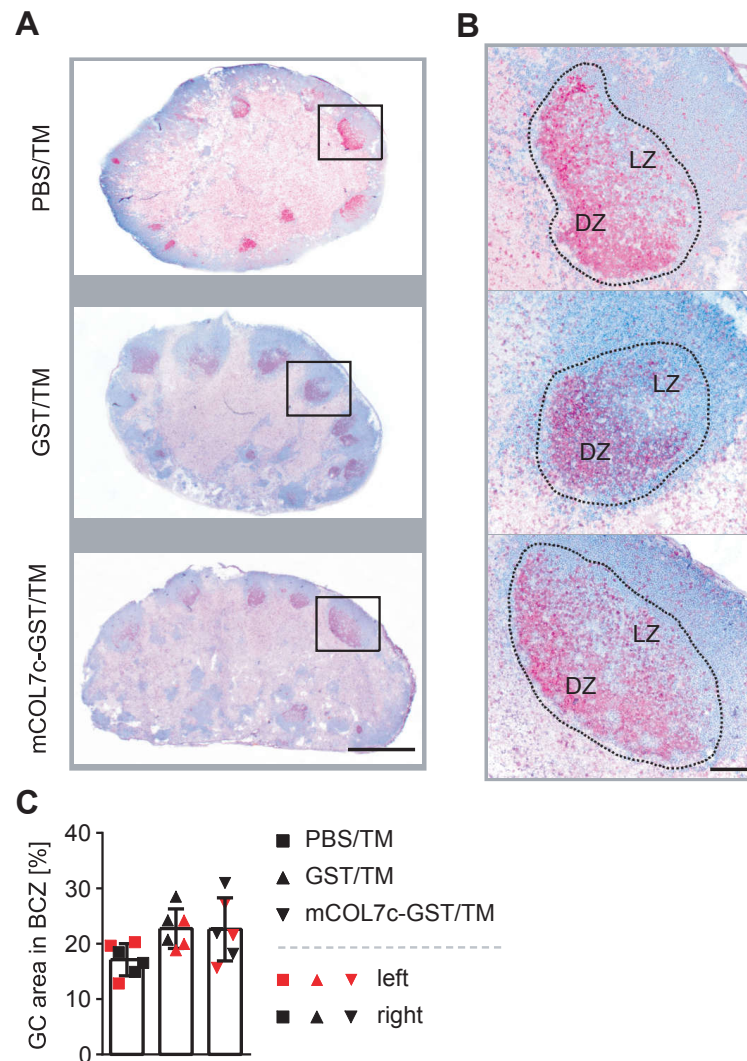 A
B
PBS/TM
GST/TM
mCOL7c-GST/TM
LZ
DZ
LZ
DZ
LZ
DZ
C
GC area in BCZ [%]
40
30
20
10
0
PBS/TM
GST/TM
mCOL7c-GST/TM
left
right